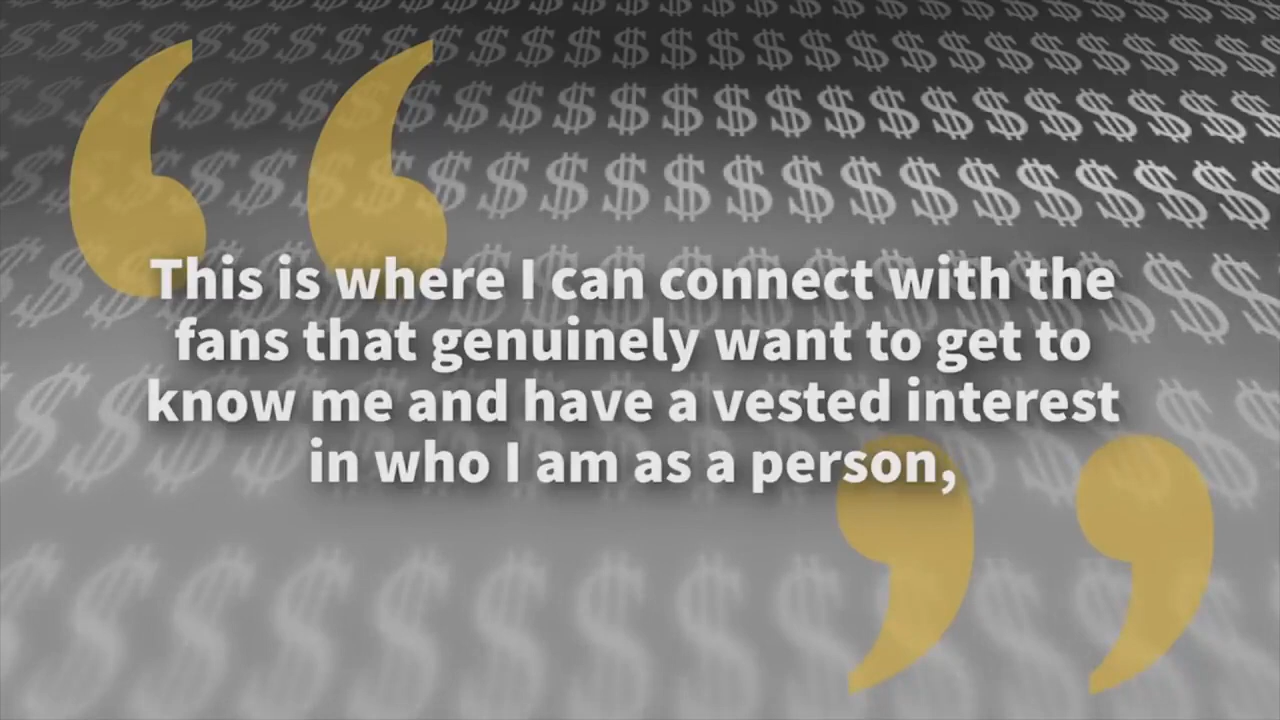 This is where I can connect with the
fans that genuinely want to get to
know me and have a vested interest
in who I am as a person,